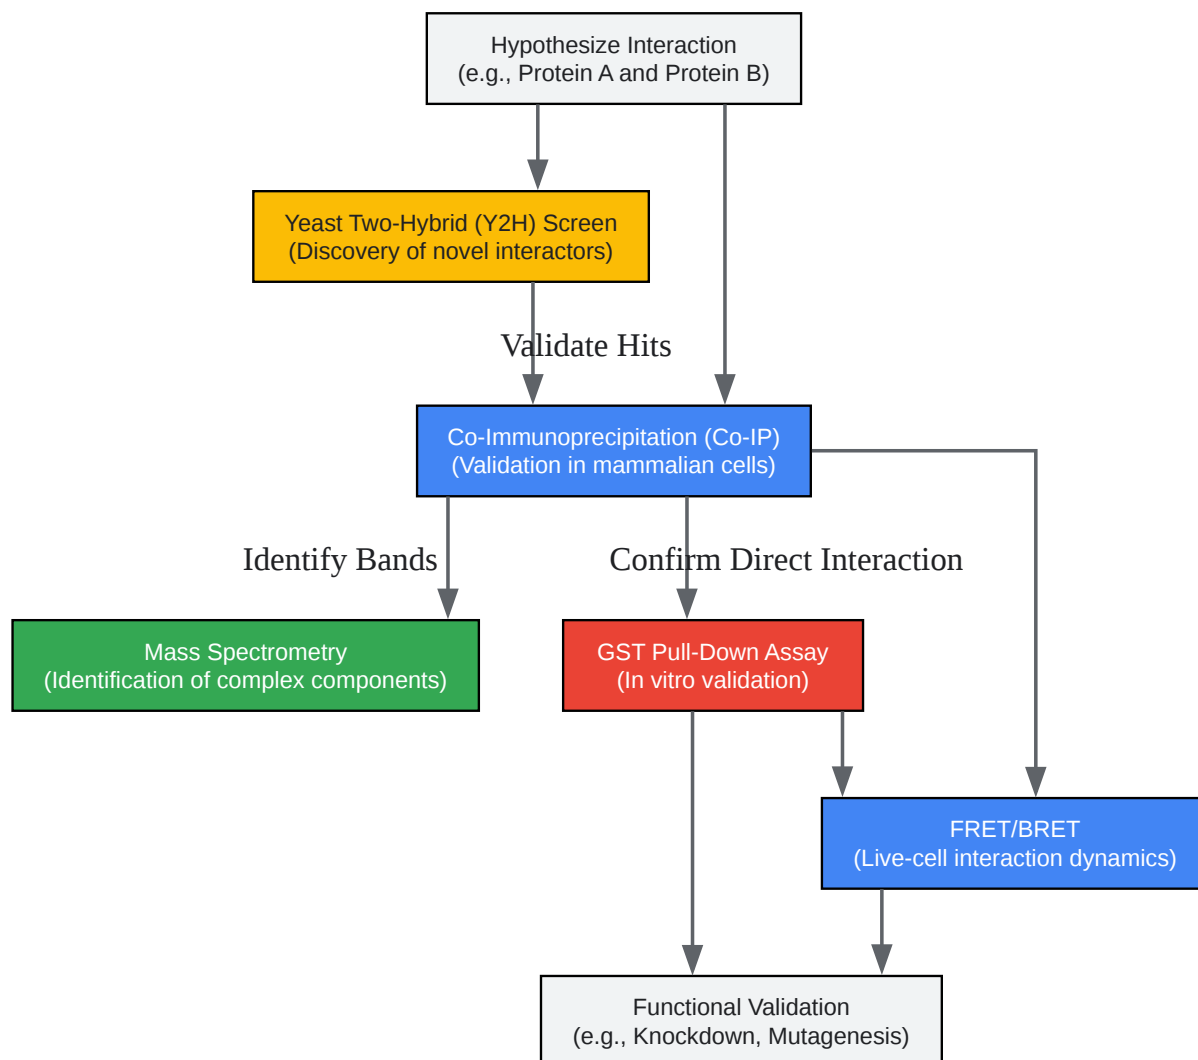 Hypothesize Interaction
(e.g., Protein A and Protein B)
Yeast Two-Hybrid (Y2H) Screen
(Discovery of novel interactors)
Validate Hits
Co-Immunoprecipitation (Co-IP)
(Validation in mammalian cells)
Identify Bands
Confirm Direct Interaction
Mass Spectrometry
(Identification of complex components)
GST Pull-Down Assay
(In vitro validation)
FRET/BRET
(Live-cell interaction dynamics)
Functional Validation
(e.g., Knockdown, Mutagenesis)